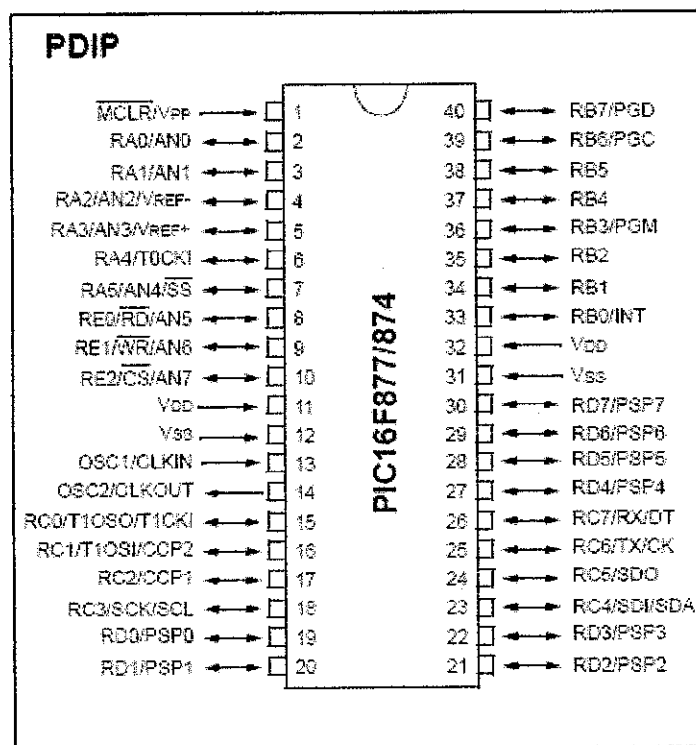 PDIP
MCLR/VPP 1
RA0/AN0 2
RA1/AN1 3
RA2/AN2/VREF- 4
RA3/AN3/VREF+ 5
RA4/T0CKI 6
RA5/AN4/SS 7
RE0/RD/AN5 8
RE1/WR/AN6 9
RE2/CS/AN7 10
VDD 11
VSS 12
OSC1/CLKIN 13
OSC2/CLKOUT 14
RC0/T1OSO/T1CKI 15
RC1/T1OSI/CCP2 16
RC2/CCP1 17
RC3/SCK/SCL 18
RD0/PSP0 19
RD1/PSP1 20
PIC16F877/874
40 RB7/PGD
39 RB6/PGC
38 RB5
37 RB4
36 RB3/PGM
35 RB2
34 RB1
33 RB0/INT
32 VDD
31 VSS
30 RD7/PSP7
29 RD6/PSP6
28 RD5/PSP5
27 RD4/PSP4
26 RC7/RX/DT
25 RC6/TX/CK
24 RC5/SDO
23 RC4/SDI/SDA
22 RD3/PSP3
21 RD2/PSP2